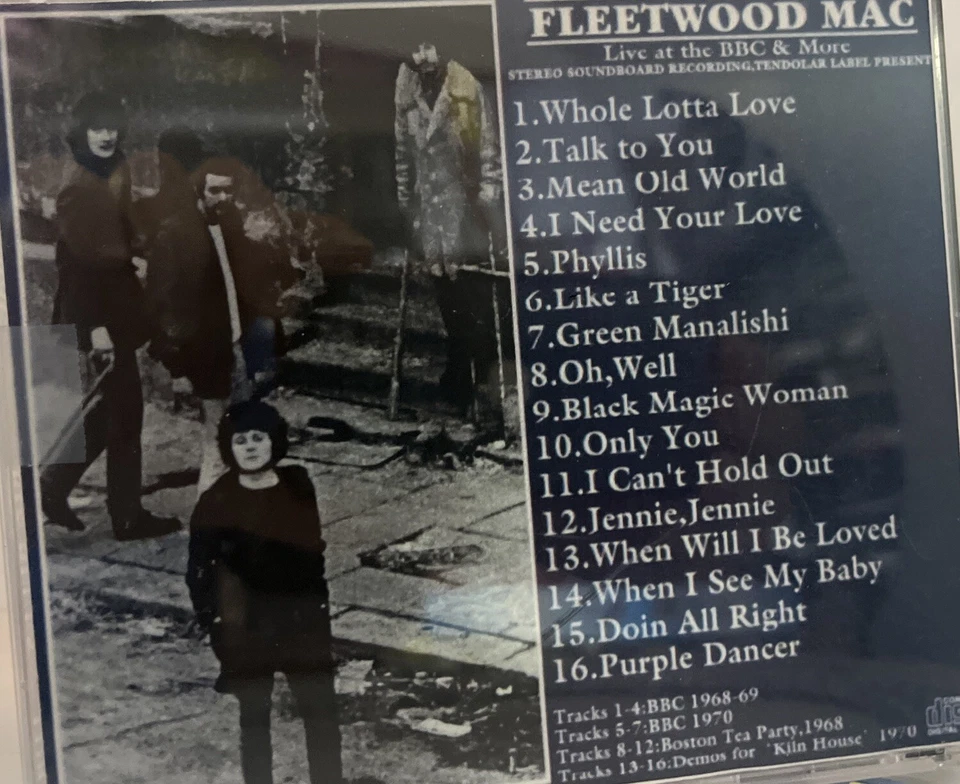 FLEETWOOD MAC
Live at the BBC & More
STEREO SOUNDBOARD RECORDING,TENDOLAR LABEL PRESENT
1.Whole Lotta Love
2.Talk to You
3.Mean Old World
4.I Need Your Love
5.Phyllis
6.Like a Tiger
7.Green Manalishi
8.Oh,Well
9.Black Magic Woman
10.Only You
11.I Can't Hold Out
12.Jennie,Jennie
13.When Will I Be Loved
14.When I See My Baby
15.Doin All Right
16.Purple Dancer
Tracks 1-4:BBC 1968-69
Tracks 5-7:BBC 1970
Tracks 8-12:Boston Tea Party,1968
Tracks 13-16:Demos for 'Kiln House' 1970